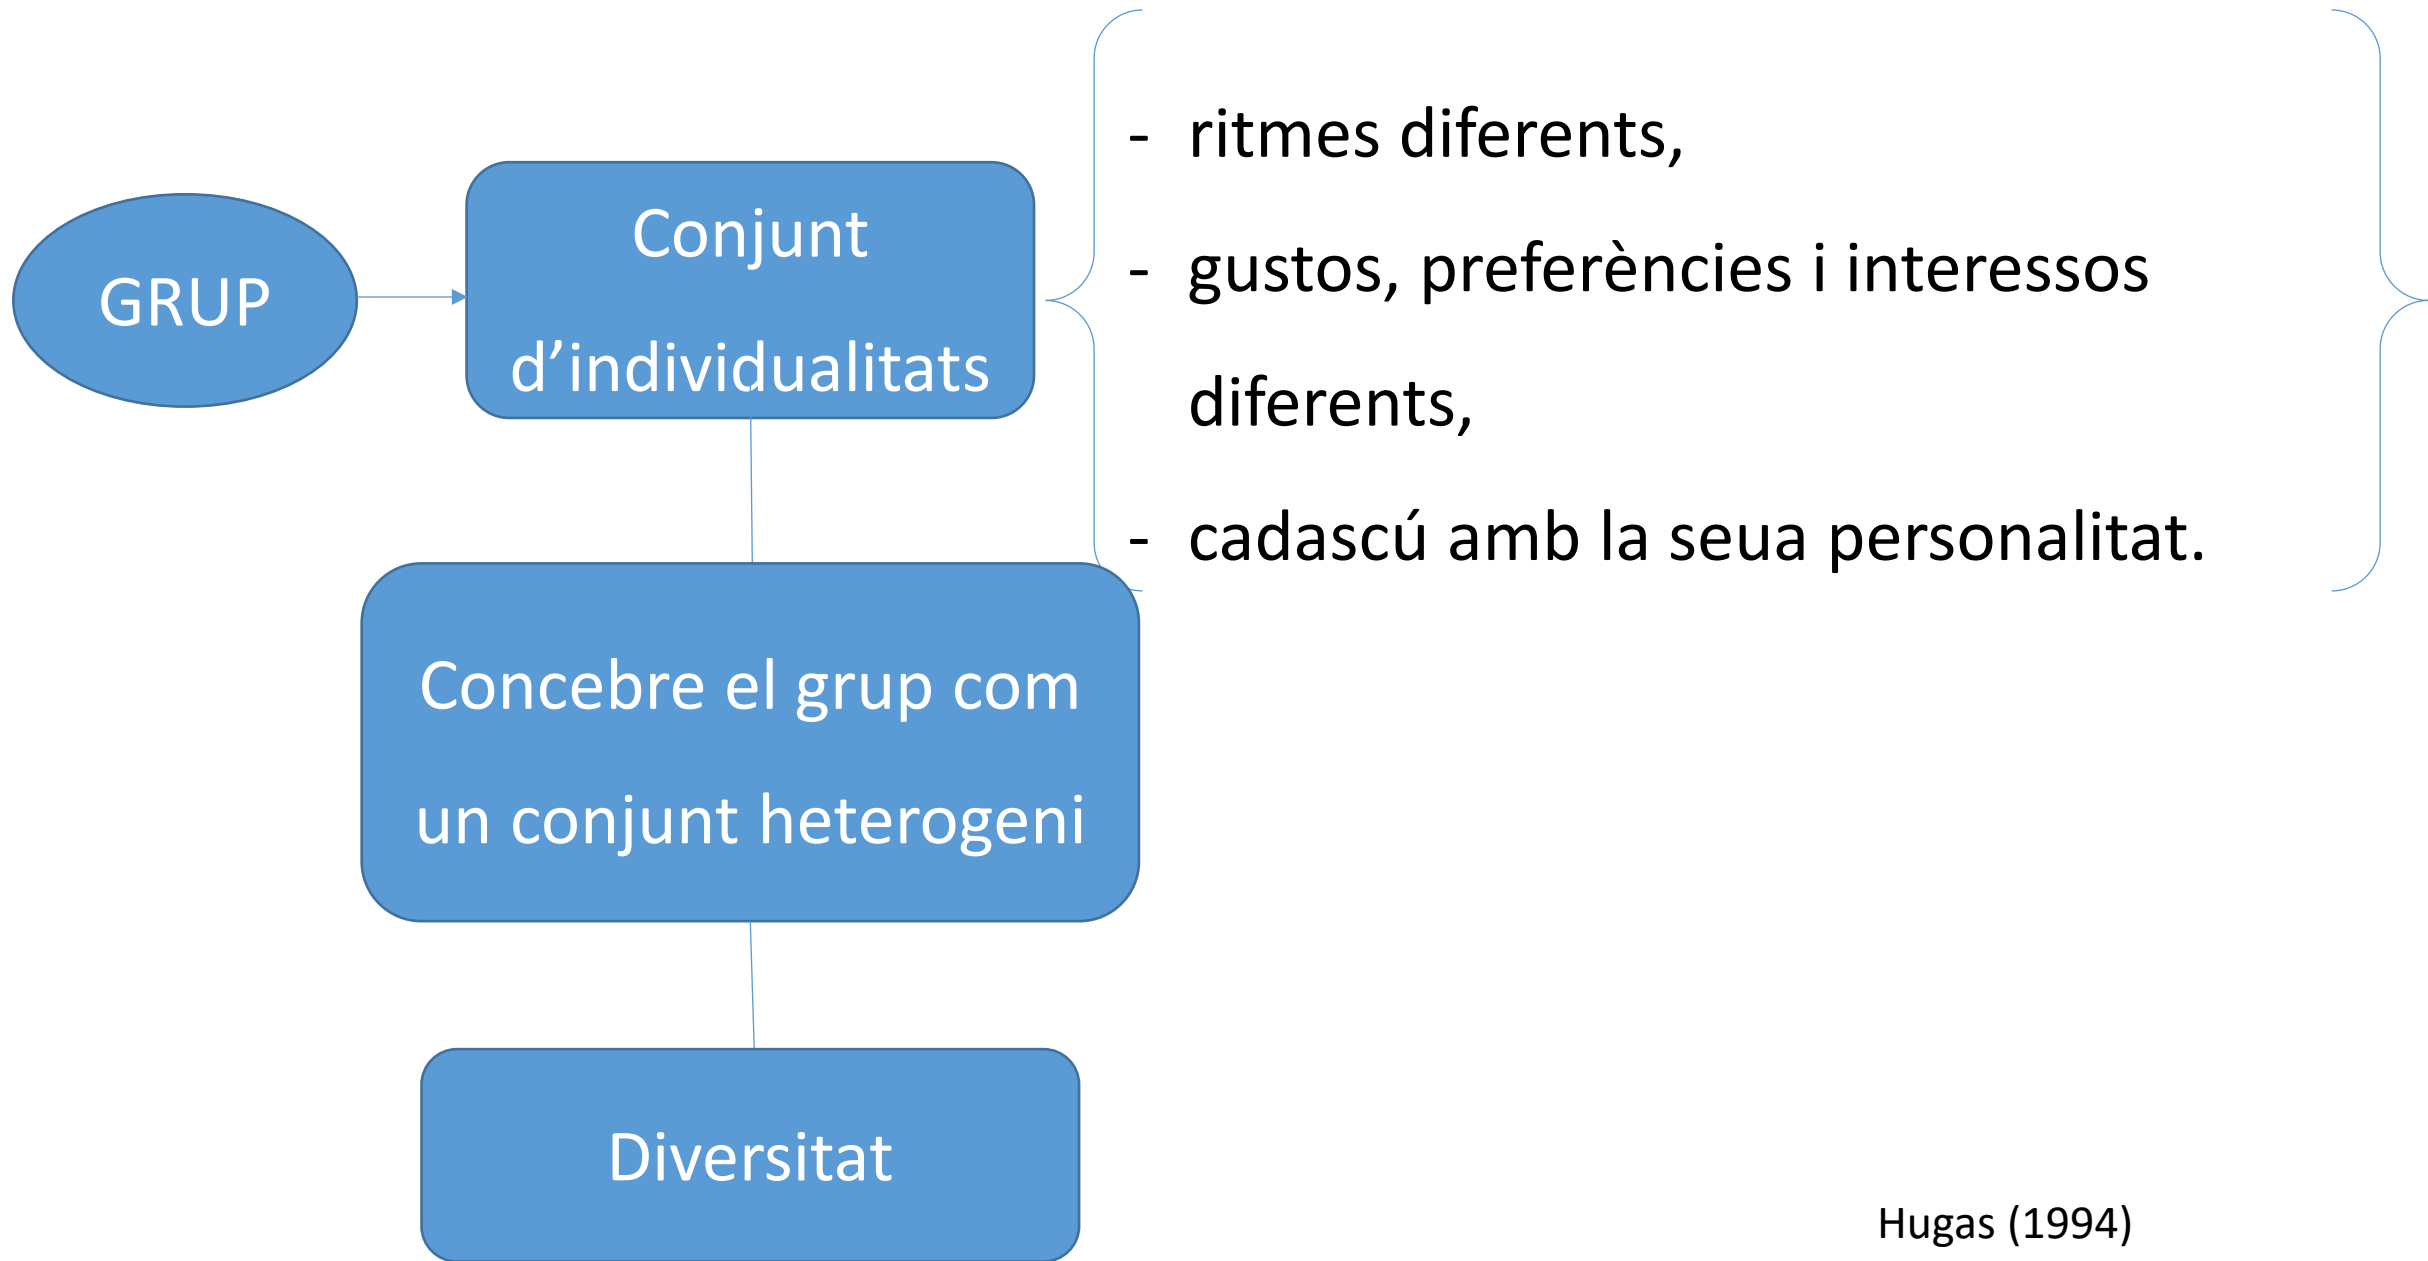 GRUP
Conjunt
d’individualitats
- ritmes diferents,
- gustos, preferències i interessos
diferents,
- cadascú amb la seua personalitat.
Concebre el grup com
un conjunt heterogeni
Diversitat
Hugas (1994)